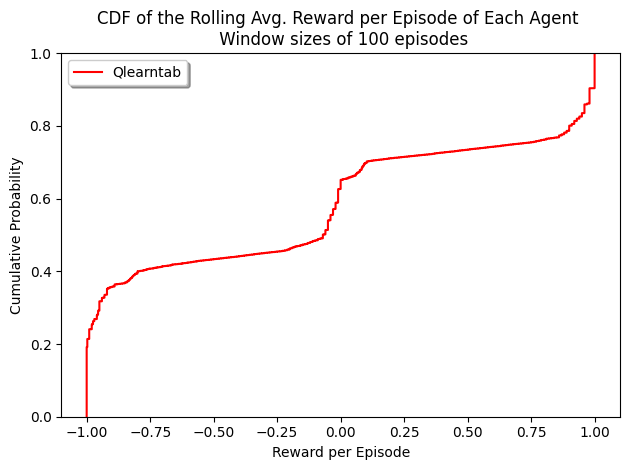 CDF of the Rolling Avg. Reward per Episode of Each Agent
Window sizes of 100 episodes
Qlearntab
1.0
0.8
0.6
0.4
0.2
0.0
Cumulative Probability
−1.00 −0.75 −0.50 −0.25 0.00 0.25 0.50 0.75 1.00
Reward per Episode